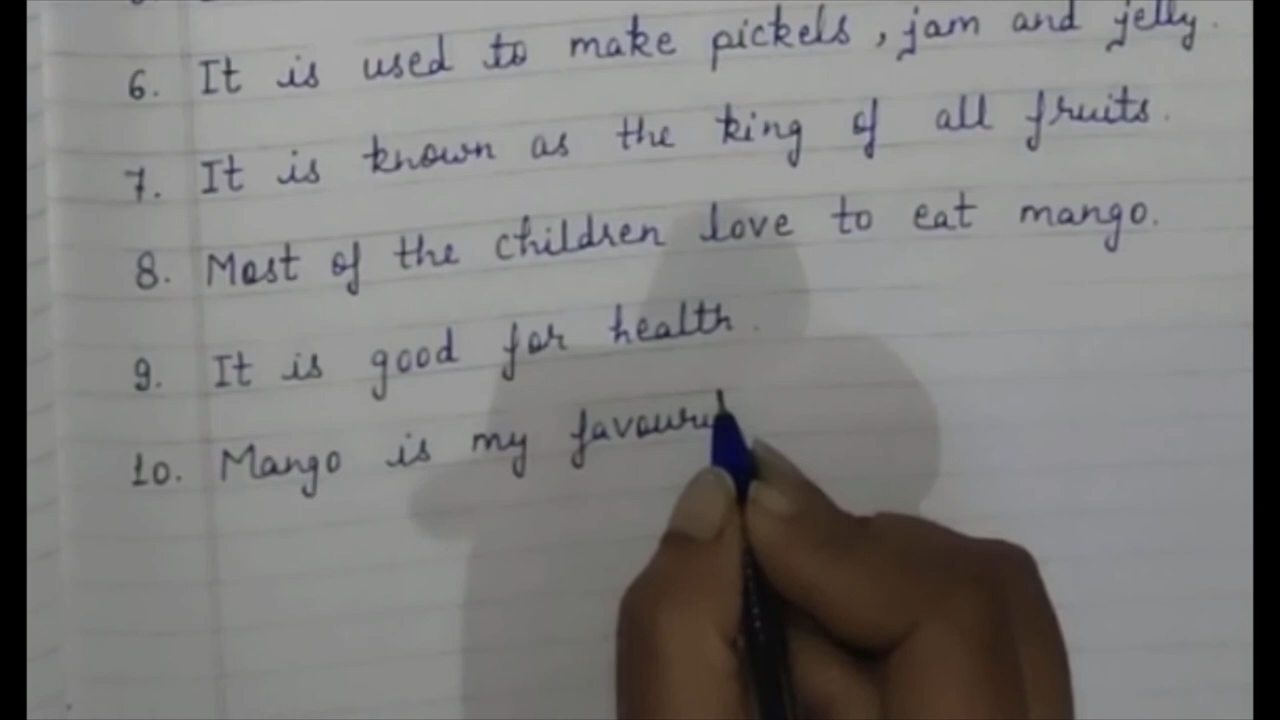 6. It is used to make pickels, jam and jelly.
7. It is known as the king of all fruits.
8. Most of the children love to eat mango.
9. It is good for health.
10. Mango is my